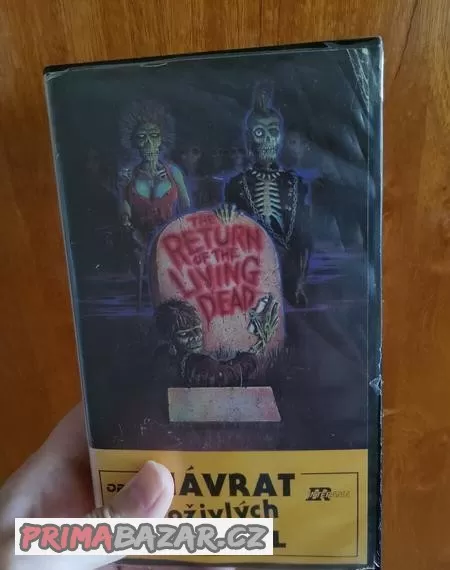 THE
RETURN
OF THE
LIVING
DEAD
NÁVRAT
oživlých
PRIMABAZAR.CZ